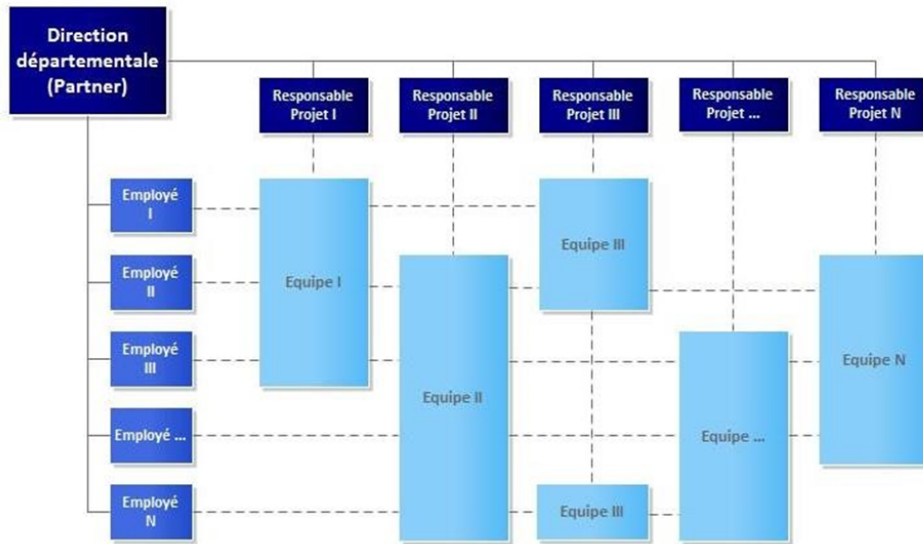 Direction
départementale
(Partner)
Responsable
Projet I
Responsable
Projet II
Responsable
Projet III
Responsable
Projet ...
Responsable
Projet N
Employé
I
Employé
II
Employé
III
Employé ...
Employé
N
Equipe I
Equipe II
Equipe III
Equipe III
Equipe ...
Equipe N